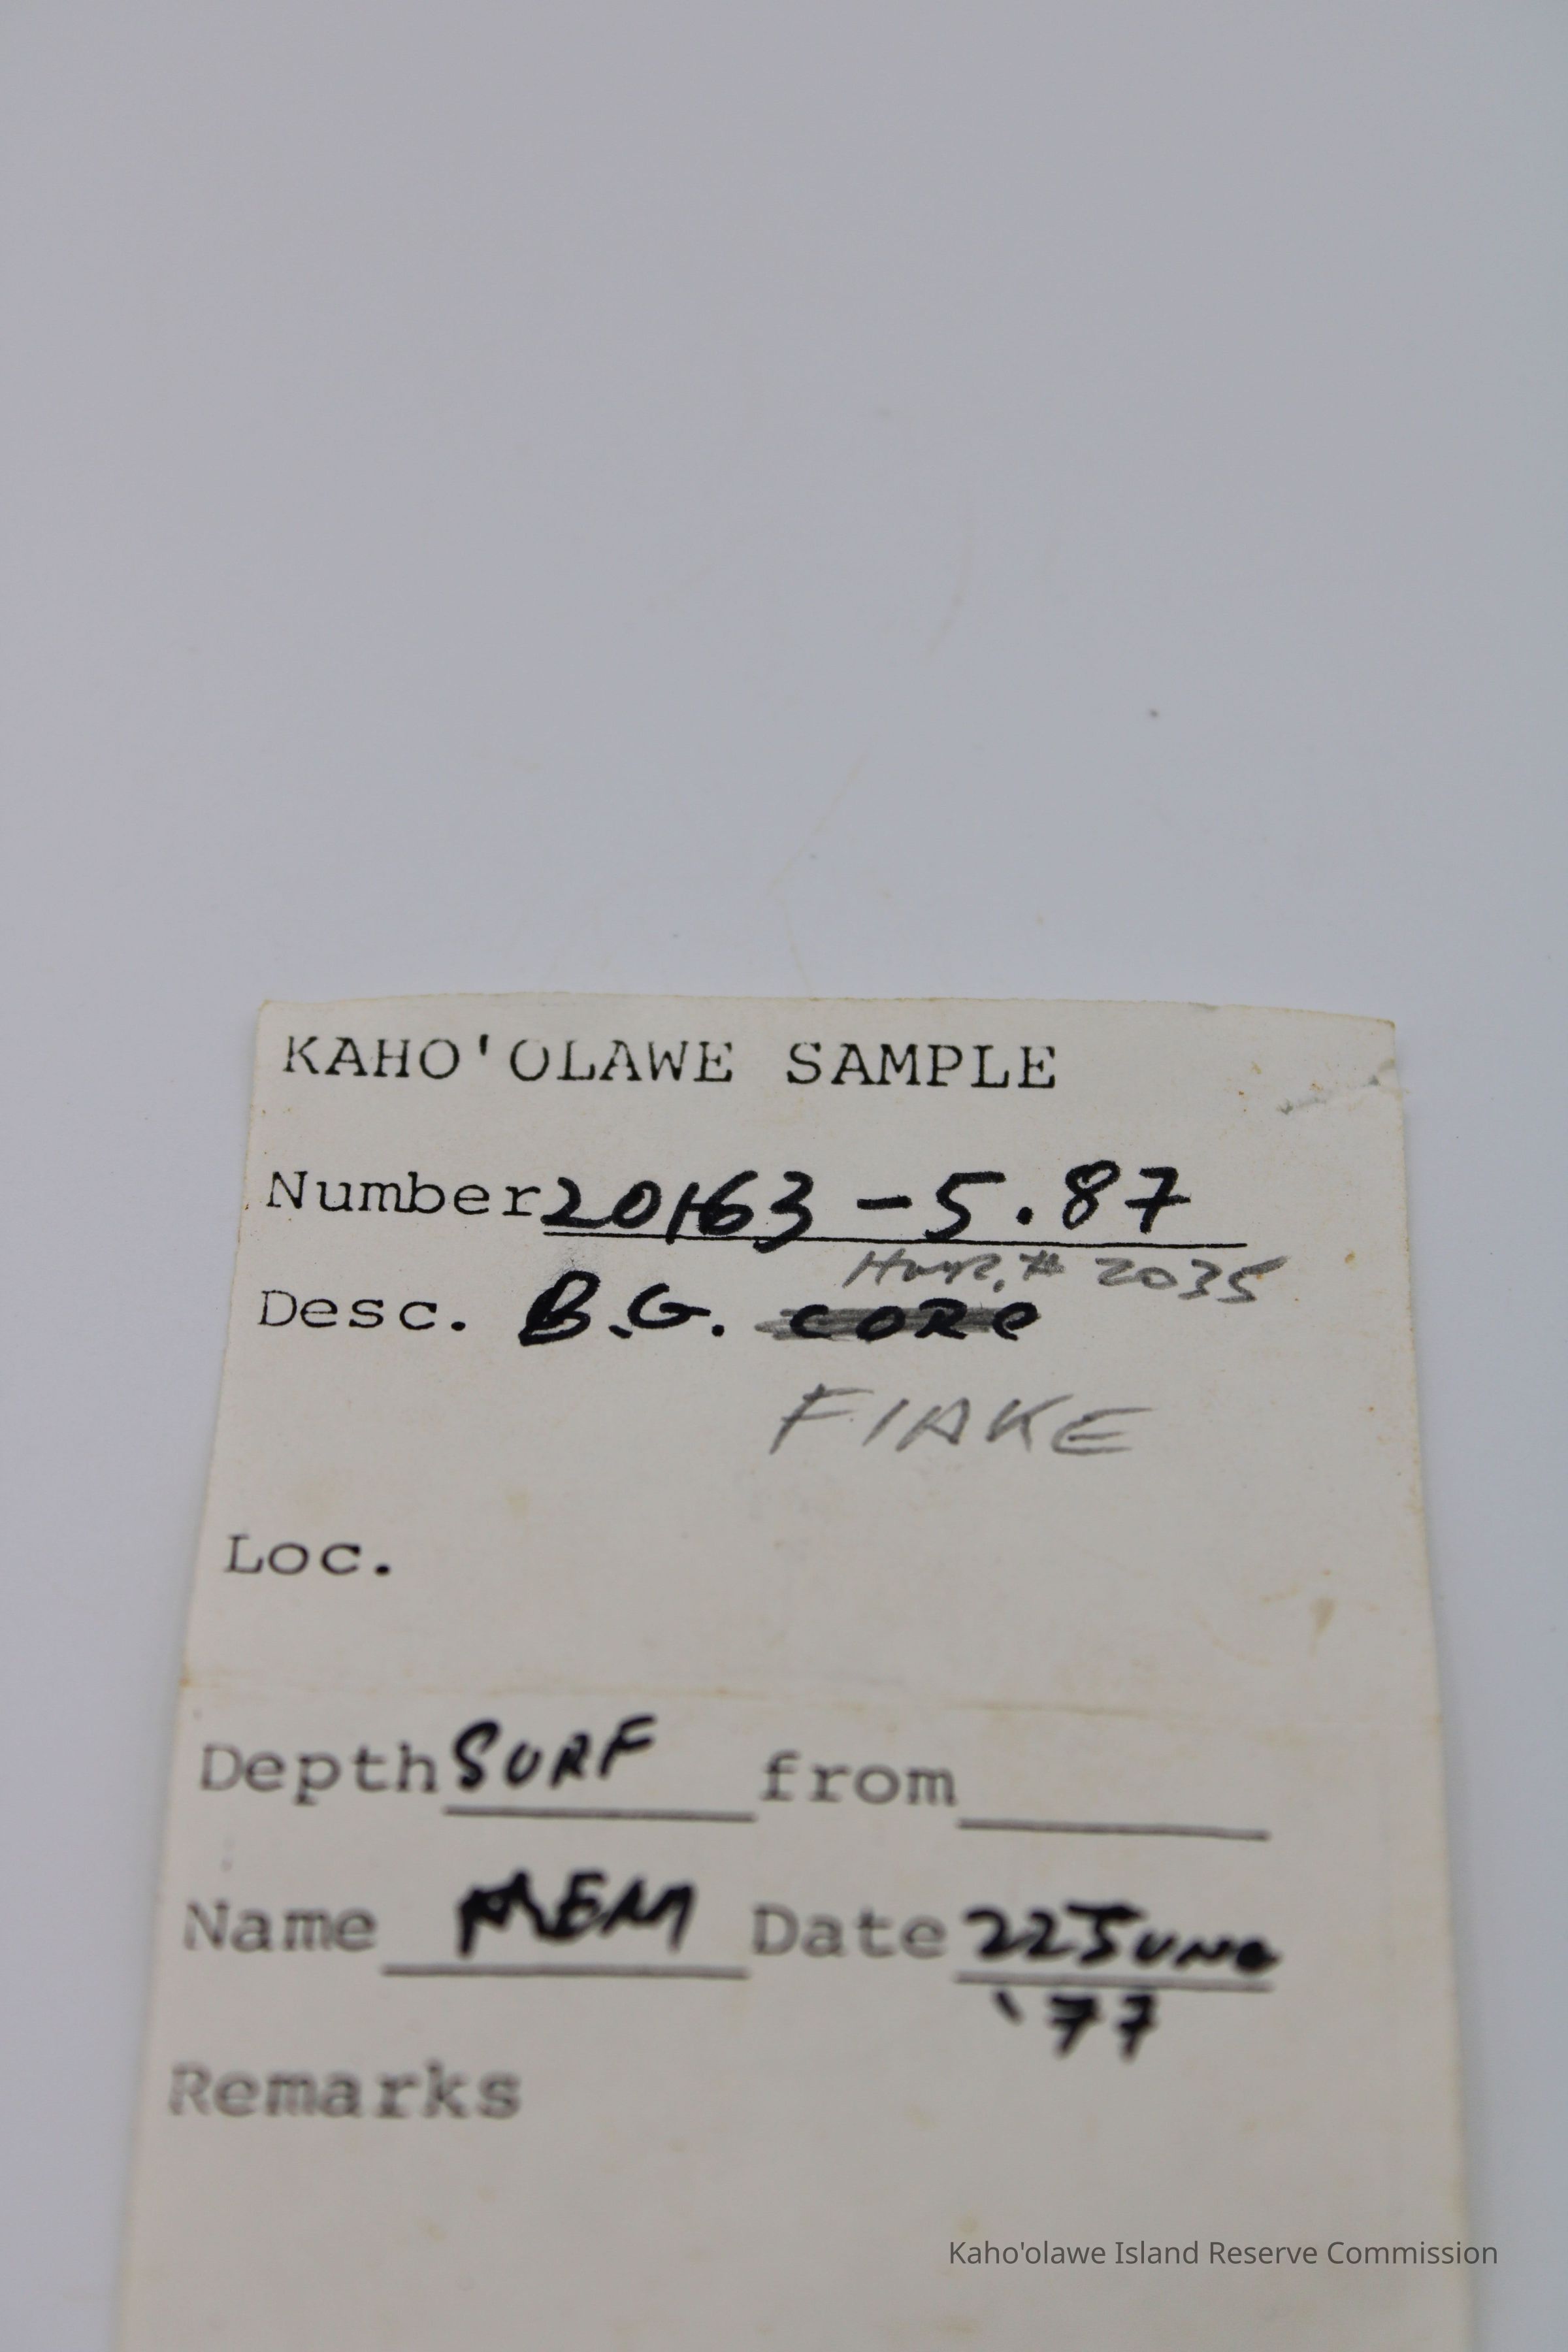 KAHO'OLAWE SAMPLE
Number 20163 - 5.87
# 2035
Desc. B.G. core
FlAKE
Loc.
Depth SURF from
Name Date 22 June
'77
Remarks
Kaho'olawe Island Reserve Commission